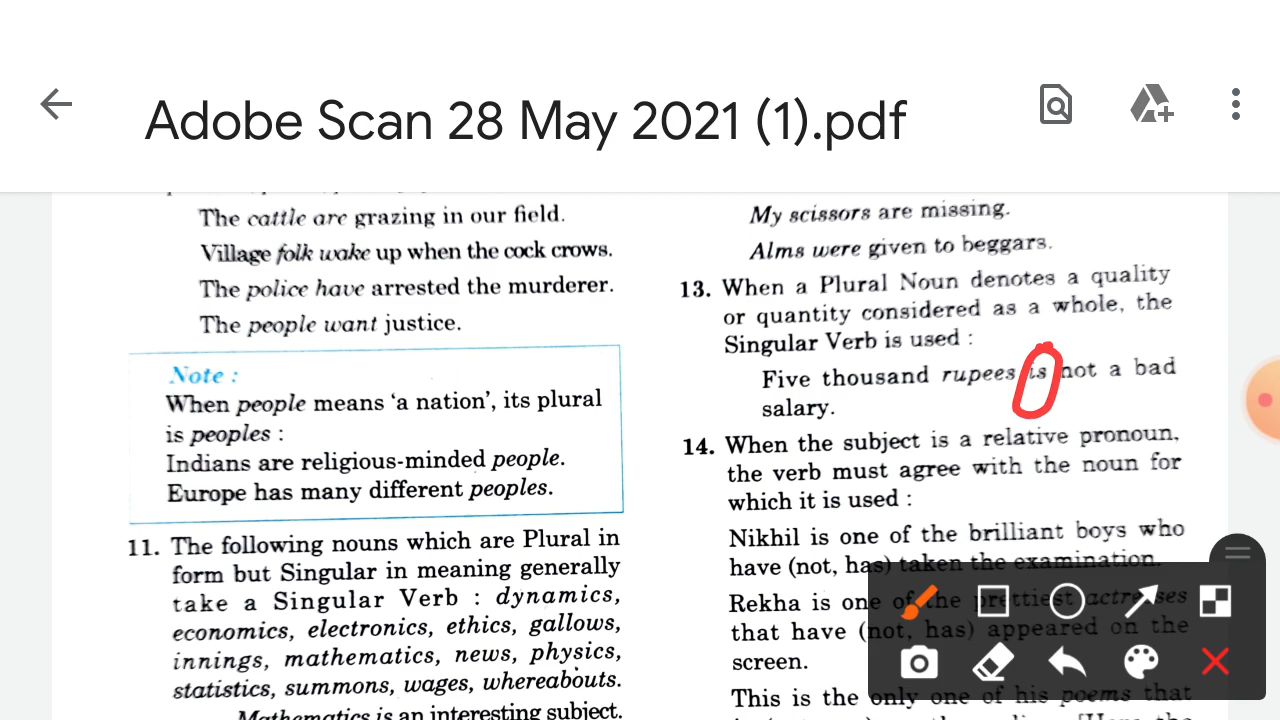 Adobe Scan 28 May 2021 (1).pdf
The cattle are grazing in our field.
Village folk wake up when the cock crows.
The police have arrested the murderer.
The people want justice.
Note :
When people means ‘a nation’, its plural
is peoples :
Indians are religious-minded people.
Europe has many different peoples.
11. The following nouns which are Plural in
form but Singular in meaning generally
take a Singular Verb : dynamics,
economics, electronics, ethics, gallows,
innings, mathematics, news, physics,
statistics, summons, wages, whereabouts.
Mathematics is an interesting subject.
My scissors are missing.
Alms were given to beggars.
13. When a Plural Noun denotes a quality
or quantity considered as a whole, the
Singular Verb is used :
Five thousand rupees is not a bad
salary.
14. When the subject is a relative pronoun,
the verb must agree with the noun for
which it is used :
Nikhil is one of the brilliant boys who
have (not, has) taken the examination.
Rekha is one of the prettiest actresses
that have (not, has) appeared on the
screen.
This is the only one of his poems that